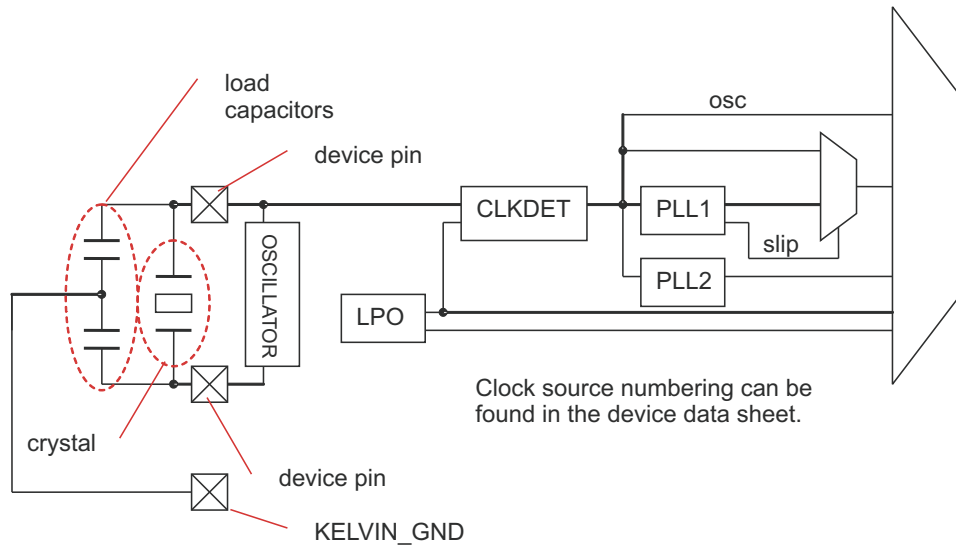 load
capacitors
osc
device pin
CLKDET
PLL1
slip
OSCILLATOR
PLL2
LPO
Clock source numbering can be
found in the device data sheet.
crystal
device pin
KELVIN_GND